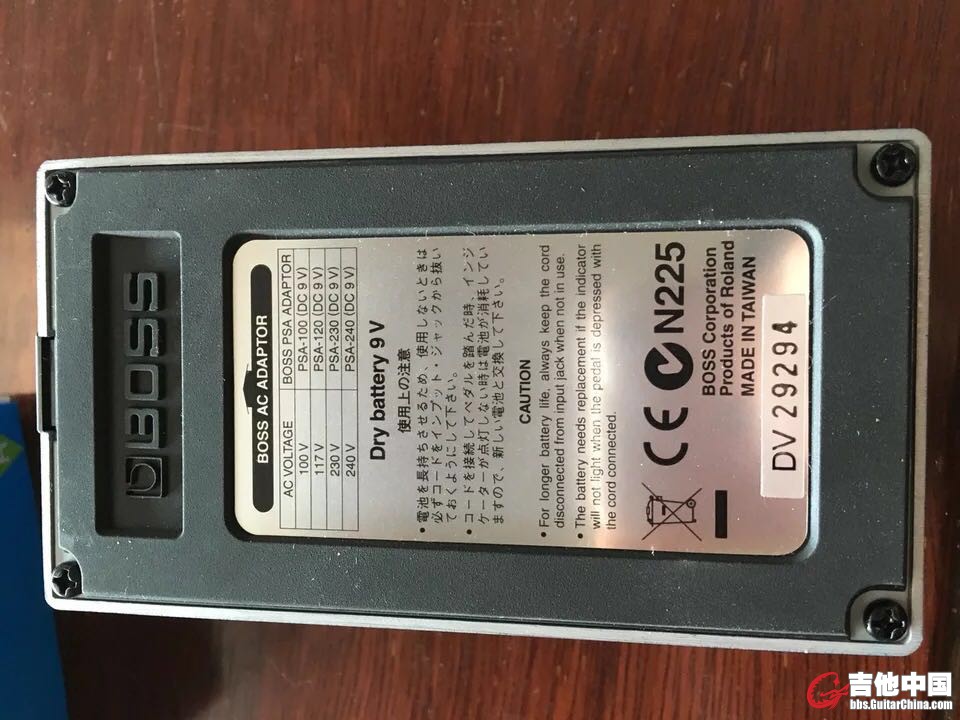 BOSS
BOSS AC ADAPTOR
AC VOLTAGE BOSS PSA ADAPTOR
100 V PSA-100 (DC 9 V)
117 V PSA-120 (DC 9 V)
230 V PSA-230 (DC 9 V)
240 V PSA-240 (DC 9 V)
Dry battery 9 V
使用上の注意
• 電池を長持ちさせるため、使用しないときは
必ずコードをインプット・ジャックから抜い
ておくようにして下さい。
• コードを接続してペダルを踏んだ時、インジ
ケーターが点灯しない時は電池が消耗してい
ますので、新しい電池と交換して下さい。
CAUTION
• For longer battery life, always keep the cord
disconnected from input jack when not in use.
• The battery needs replacement if the indicator
will not light when the pedal is depressed with
the cord connected.
CE N225
BOSS Corporation
Products of Roland
MADE IN TAIWAN
DV 29294
吉他中国
bbs.GuitarChina.com